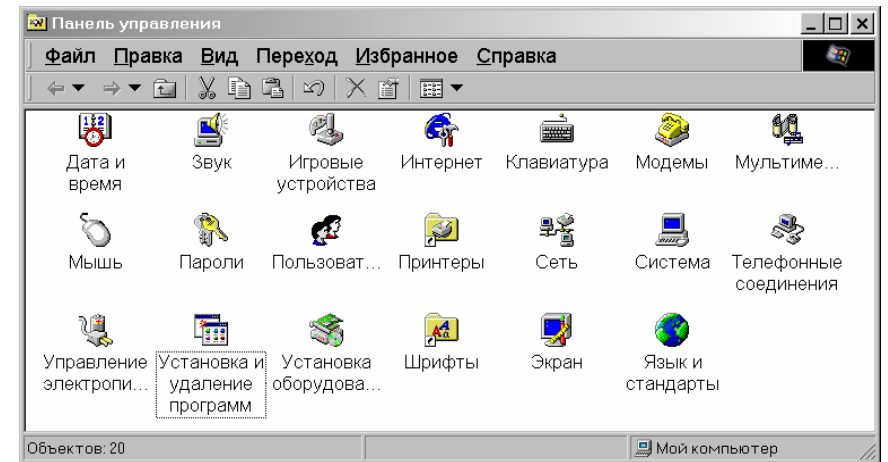 Панель управления
Файл Правка Вид Переход Избранное Справка
Дата и время
Звук
Игровые устройства
Интернет
Клавиатура
Модемы
Мультиме...
Мышь
Пароли
Пользоват...
Принтеры
Сеть
Система
Телефонные соединения
Управление электропи...
Установка и удаление программ
Установка оборудова...
Шрифты
Экран
Язык и стандарты
Объектов: 20
Мой компьютер